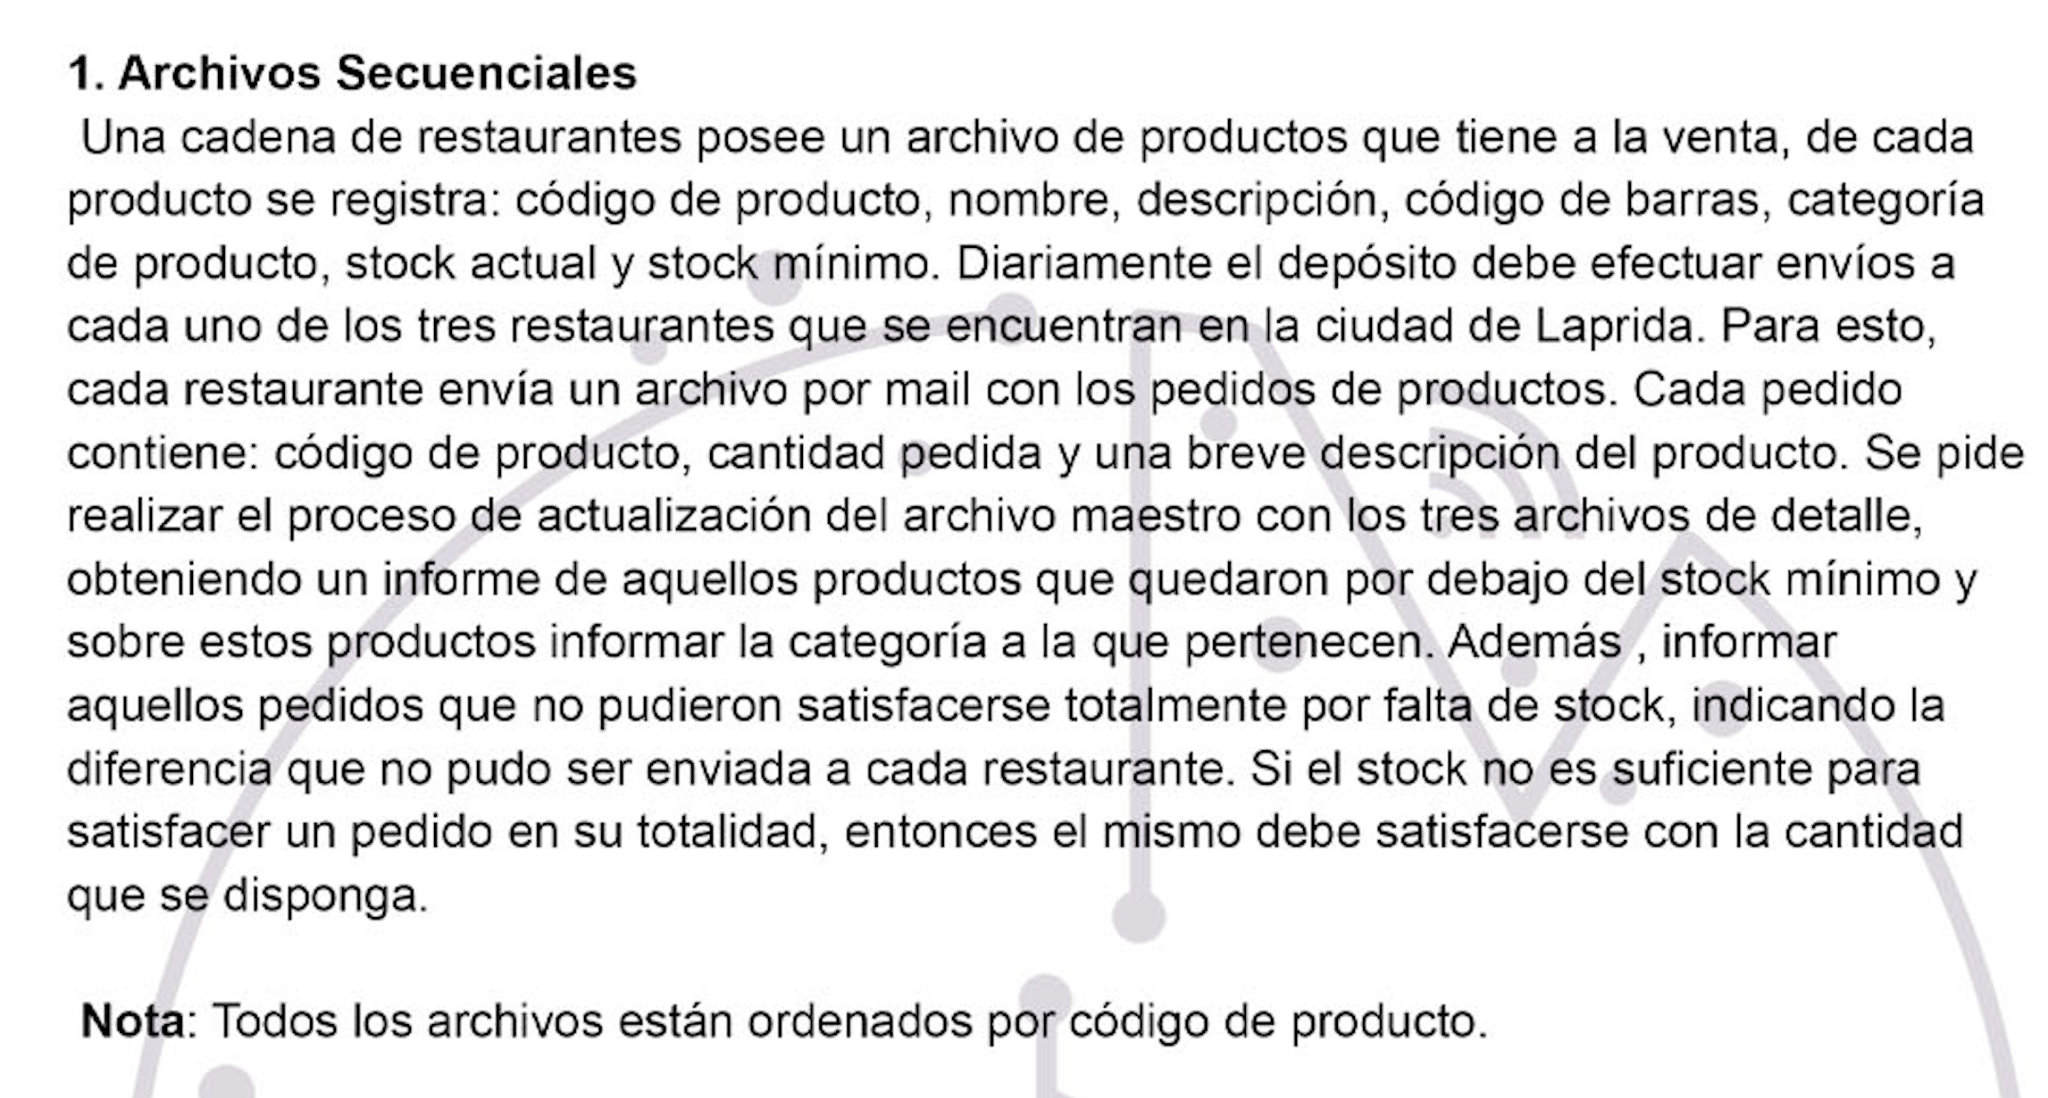 1. Archivos Secuenciales
Una cadena de restaurantes posee un archivo de productos que tiene a la venta, de cada
producto se registra: código de producto, nombre, descripción, código de barras, categoría
de producto, stock actual y stock mínimo. Diariamente el depósito debe efectuar envíos a
cada uno de los tres restaurantes que se encuentran en la ciudad de Laprida. Para esto,
cada restaurante envía un archivo por mail con los pedidos de productos. Cada pedido
contiene: código de producto, cantidad pedida y una breve descripción del producto. Se pide
realizar el proceso de actualización del archivo maestro con los tres archivos de detalle,
obteniendo un informe de aquellos productos que quedaron por debajo del stock mínimo y
sobre estos productos informar la categoría a la que pertenecen. Además , informar
aquellos pedidos que no pudieron satisfacerse totalmente por falta de stock, indicando la
diferencia que no pudo ser enviada a cada restaurante. Si el stock no es suficiente para
satisfacer un pedido en su totalidad, entonces el mismo debe satisfacerse con la cantidad
que se disponga.
Nota: Todos los archivos están ordenados por código de producto.